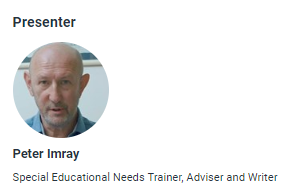 Presenter
Peter Imray
Special Educational Needs Trainer, Adviser and Writer